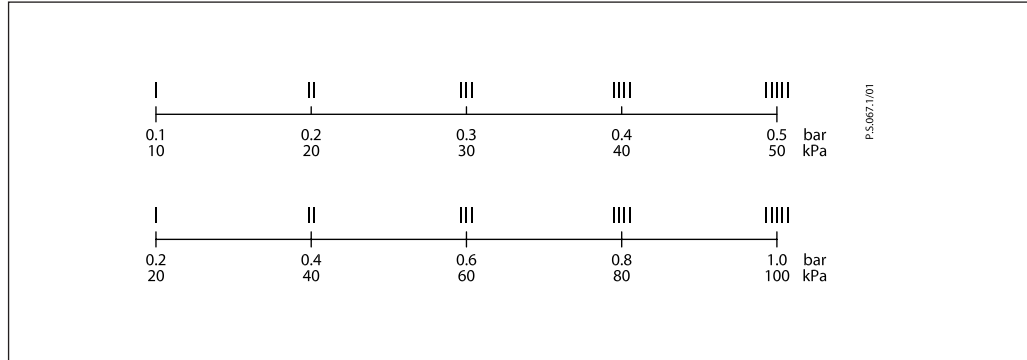 I II III IIII IIIII
0.1 0.2 0.3 0.4 0.5 bar
10 20 30 40 50 kPa
P.S.067.1/01
I II III IIII IIIII
0.2 0.4 0.6 0.8 1.0 bar
20 40 60 80 100 kPa